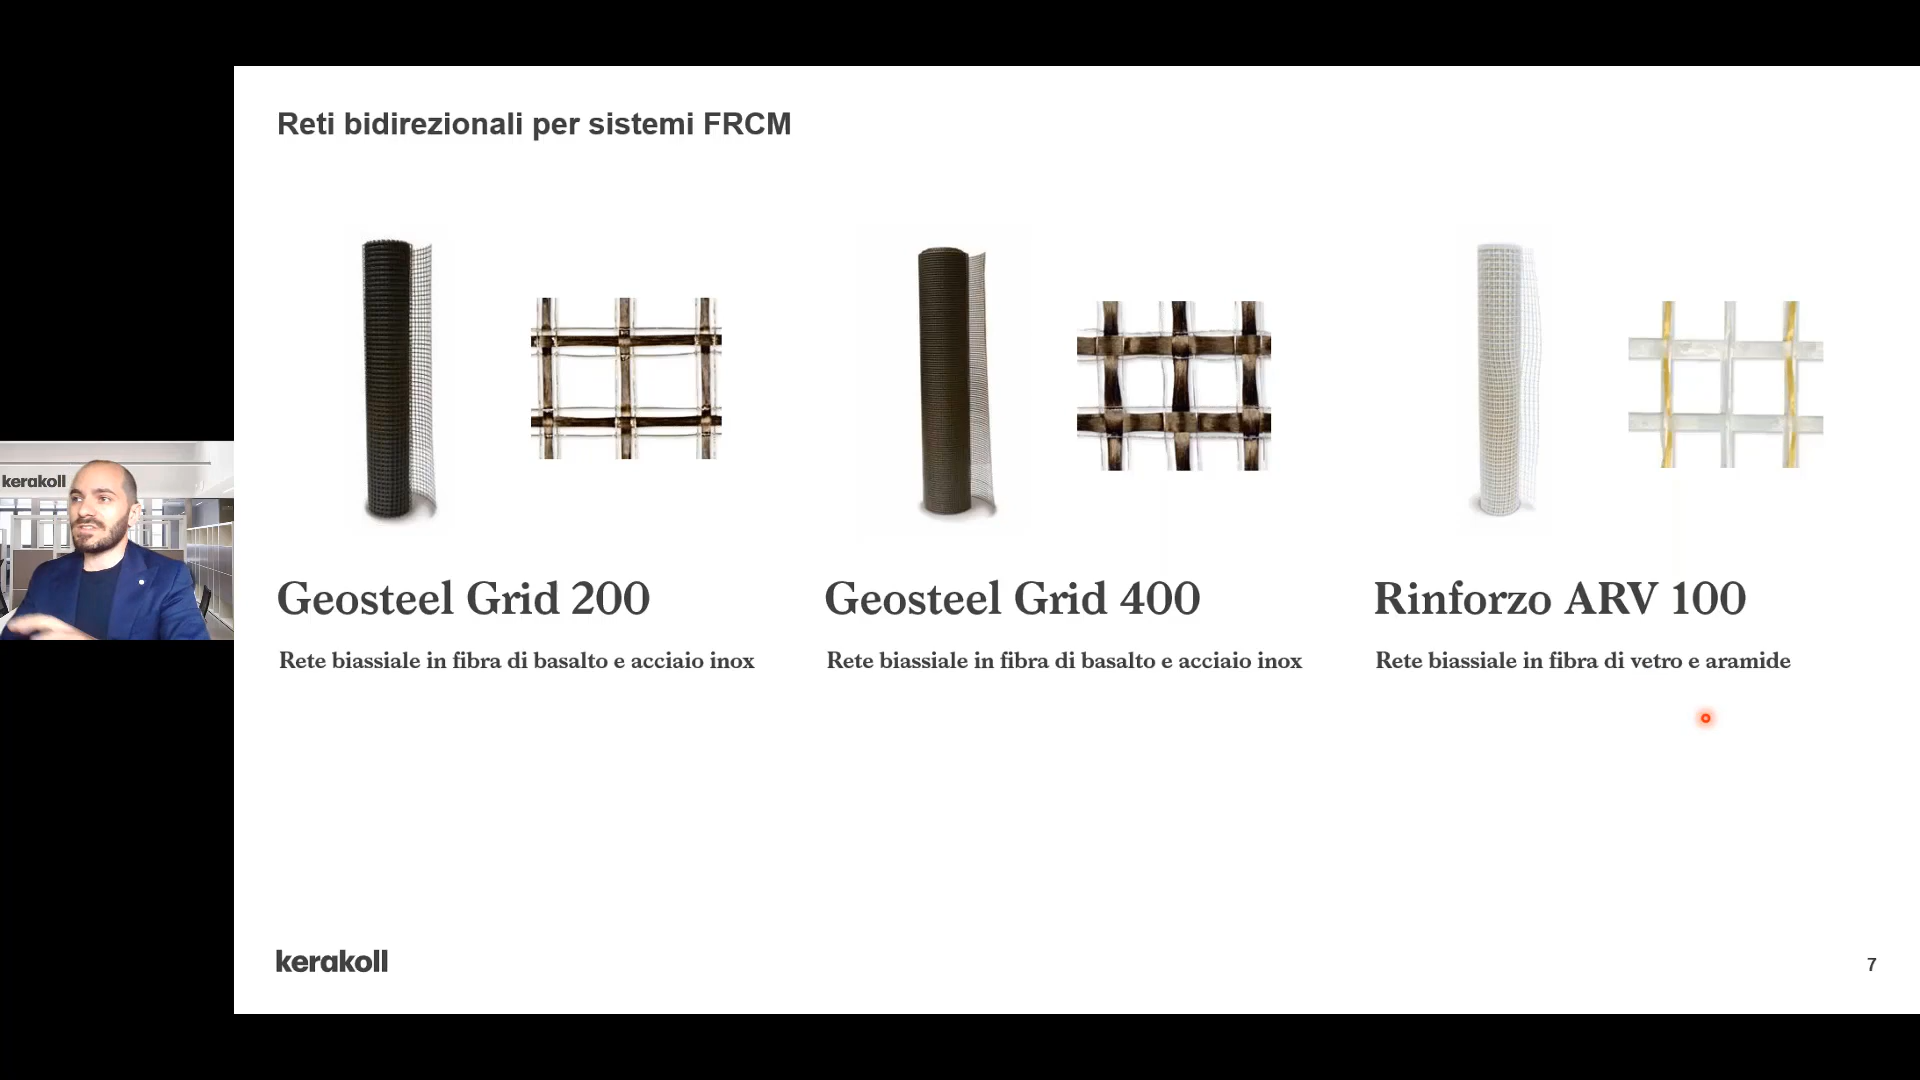 Reti bidirezionali per sistemi FRCM
kerakoll
Geosteel Grid 200
Rete biassiale in fibra di basalto e acciaio inox
Geosteel Grid 400
Rete biassiale in fibra di basalto e acciaio inox
Rinforzo ARV 100
Rete biassiale in fibra di vetro e aramide
kerakoll
7